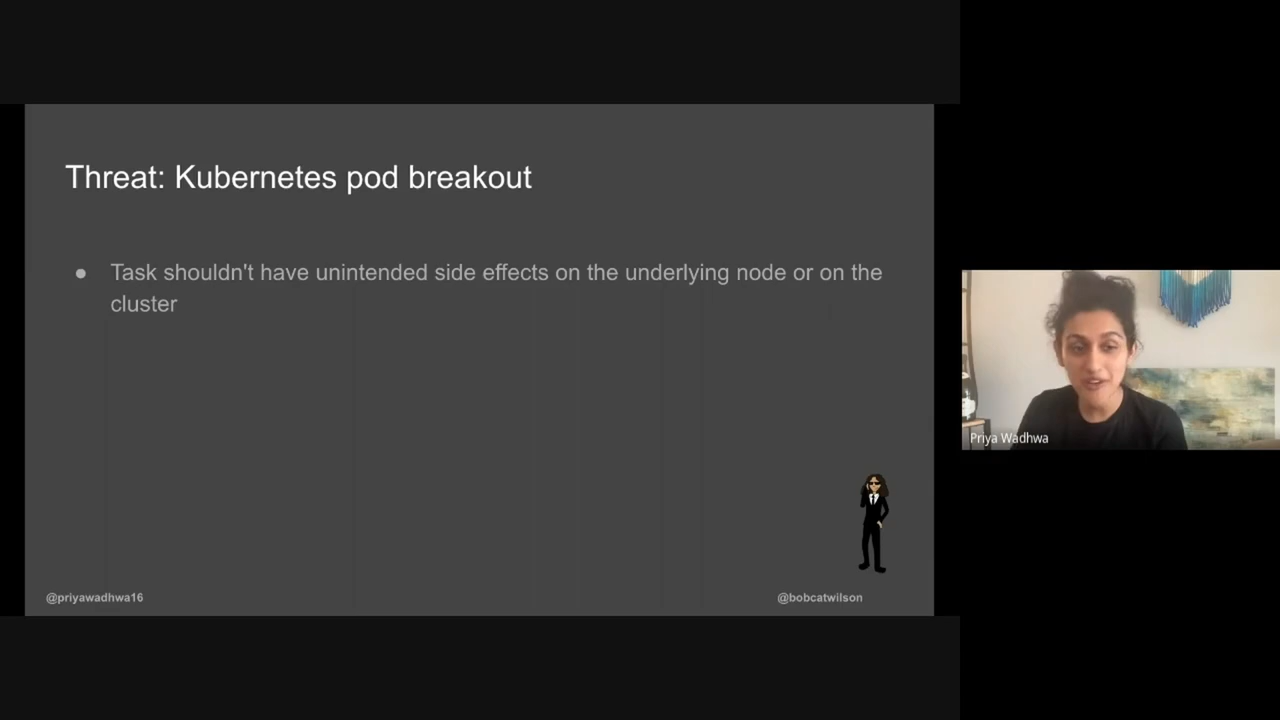 Threat: Kubernetes pod breakout
● Task shouldn't have unintended side effects on the underlying node or on the
cluster
Priya Wadhwa
@priyawadhwa16
@bobcatwilson